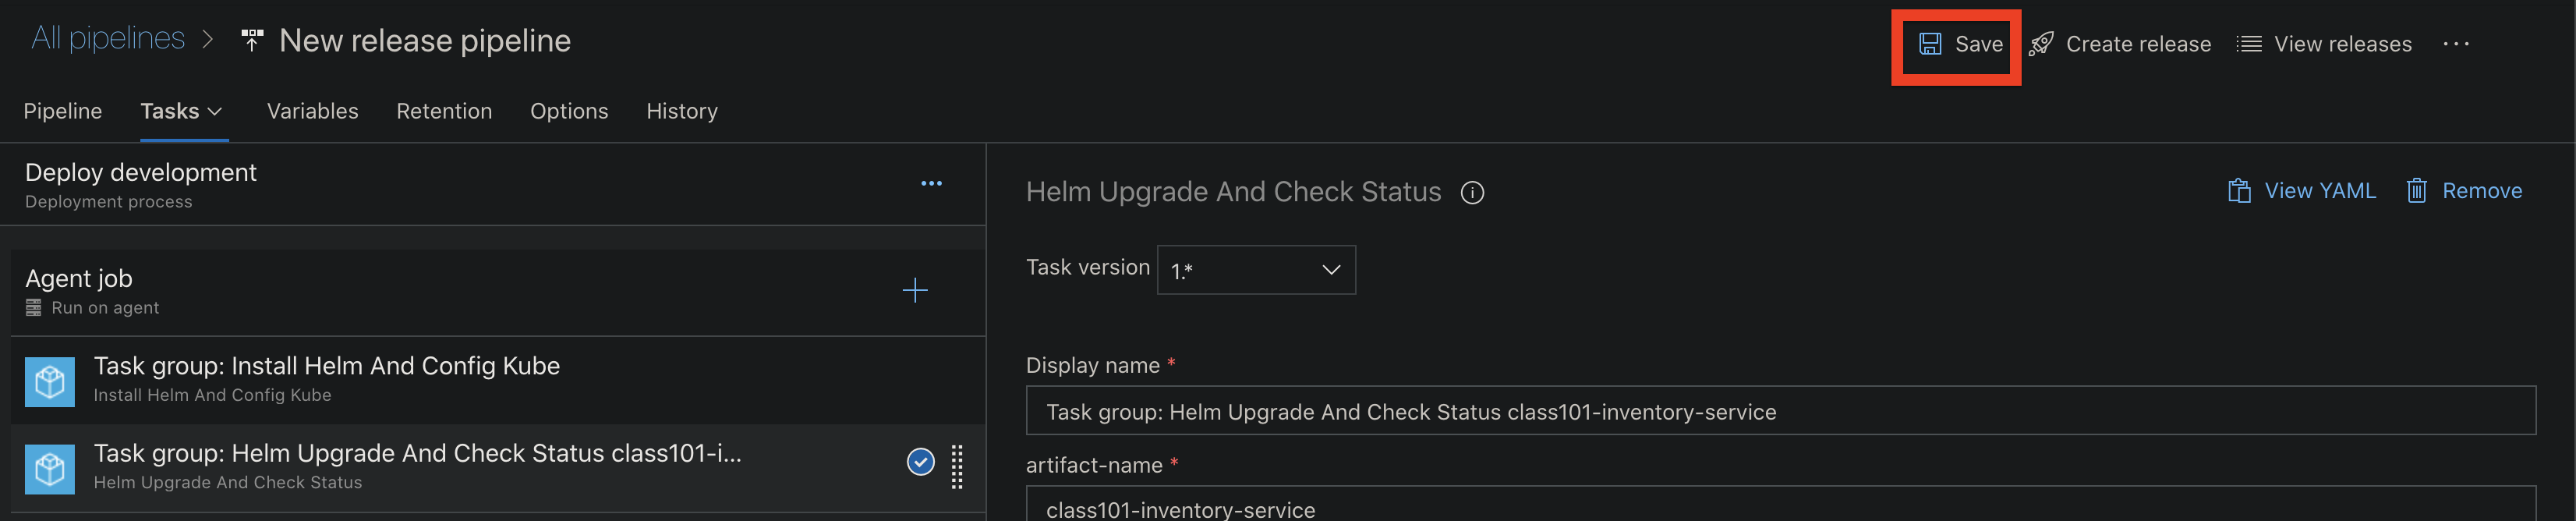 All pipelines > New release pipeline
Save Create release View releases ...
Pipeline Tasks Variables Retention Options History
Deploy development
Deployment process
...
Agent job
Run on agent
Task group: Install Helm And Config Kube
Install Helm And Config Kube
Task group: Helm Upgrade And Check Status class101-i...
Helm Upgrade And Check Status
Helm Upgrade And Check Status
View YAML Remove
Task version 1.*
Display name *
Task group: Helm Upgrade And Check Status class101-inventory-service
artifact-name *
class101-inventory-service